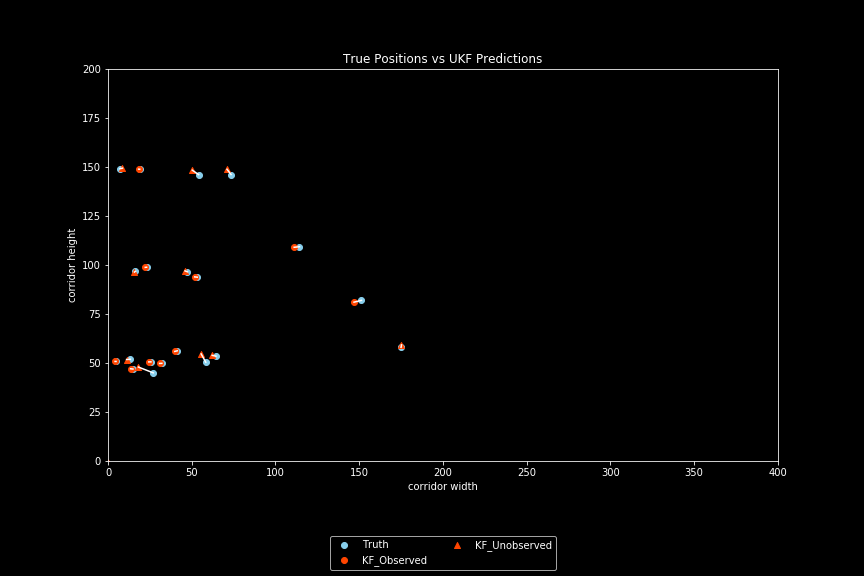 True Positions vs UKF Predictions
200
175
150
125
100
75
50
25
0
corridor height
0 50 100 150 200 250 300 350 400
corridor width
Truth
KF_Observed
KF_Unobserved